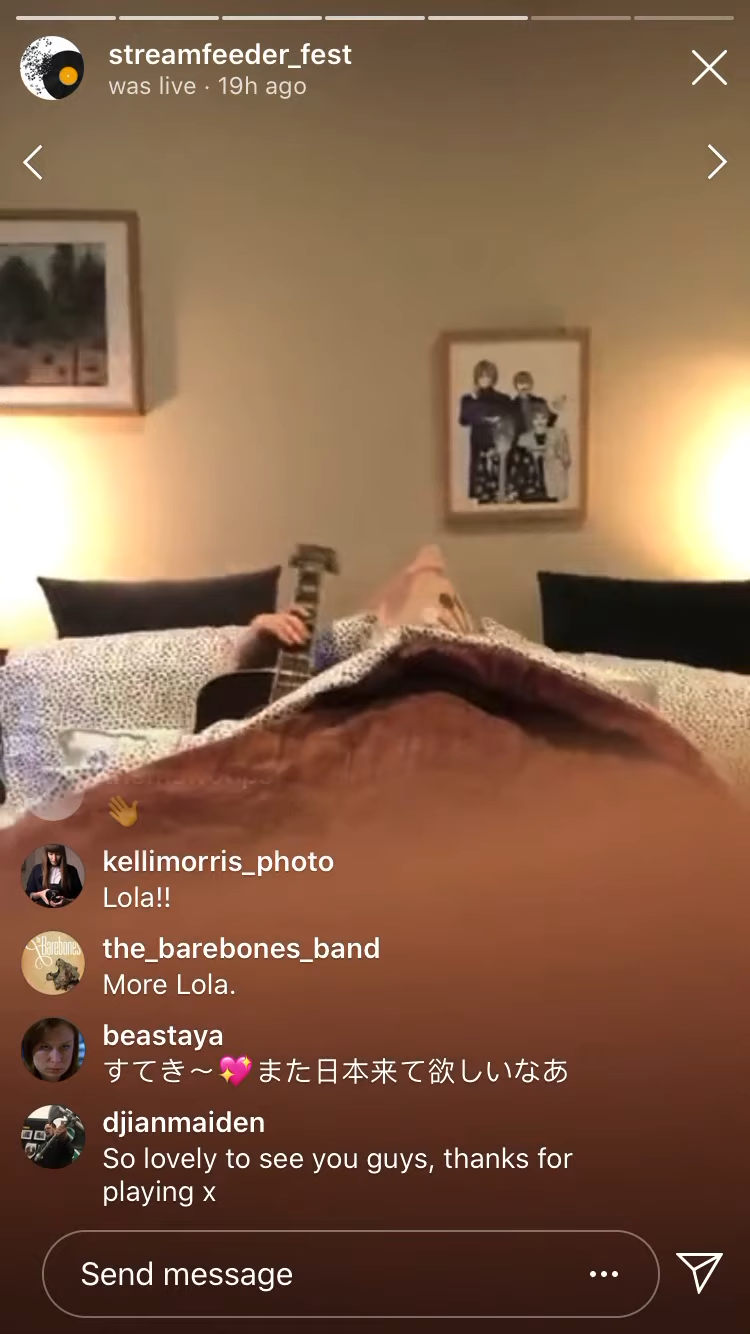 streamfeeder_fest
was live · 19h ago
👋
kellimorris_photo
Lola!!
the_barebones_band
More Lola.
beastaya
すてき〜💖また日本来て欲しいなあ
djianmaiden
So lovely to see you guys, thanks for
playing x
Send message